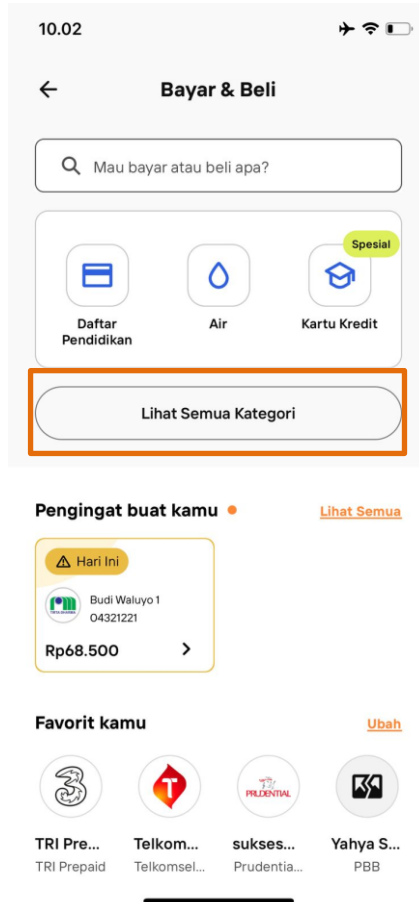 10.02
Bayar & Beli
Mau bayar atau beli apa?
Spesial
Daftar
Pendidikan
Air
Kartu Kredit
Lihat Semua Kategori
Pengingat buat kamu
Lihat Semua
Hari Ini
Budi Waluyo 1
04321221
Rp68.500
Favorit kamu
Ubah
3
T
PRUDENTIAL
TRI Pre...
Telkom...
sukses...
Yahya S...
TRI Prepaid
Telkomsel...
Prudentia...
PBB